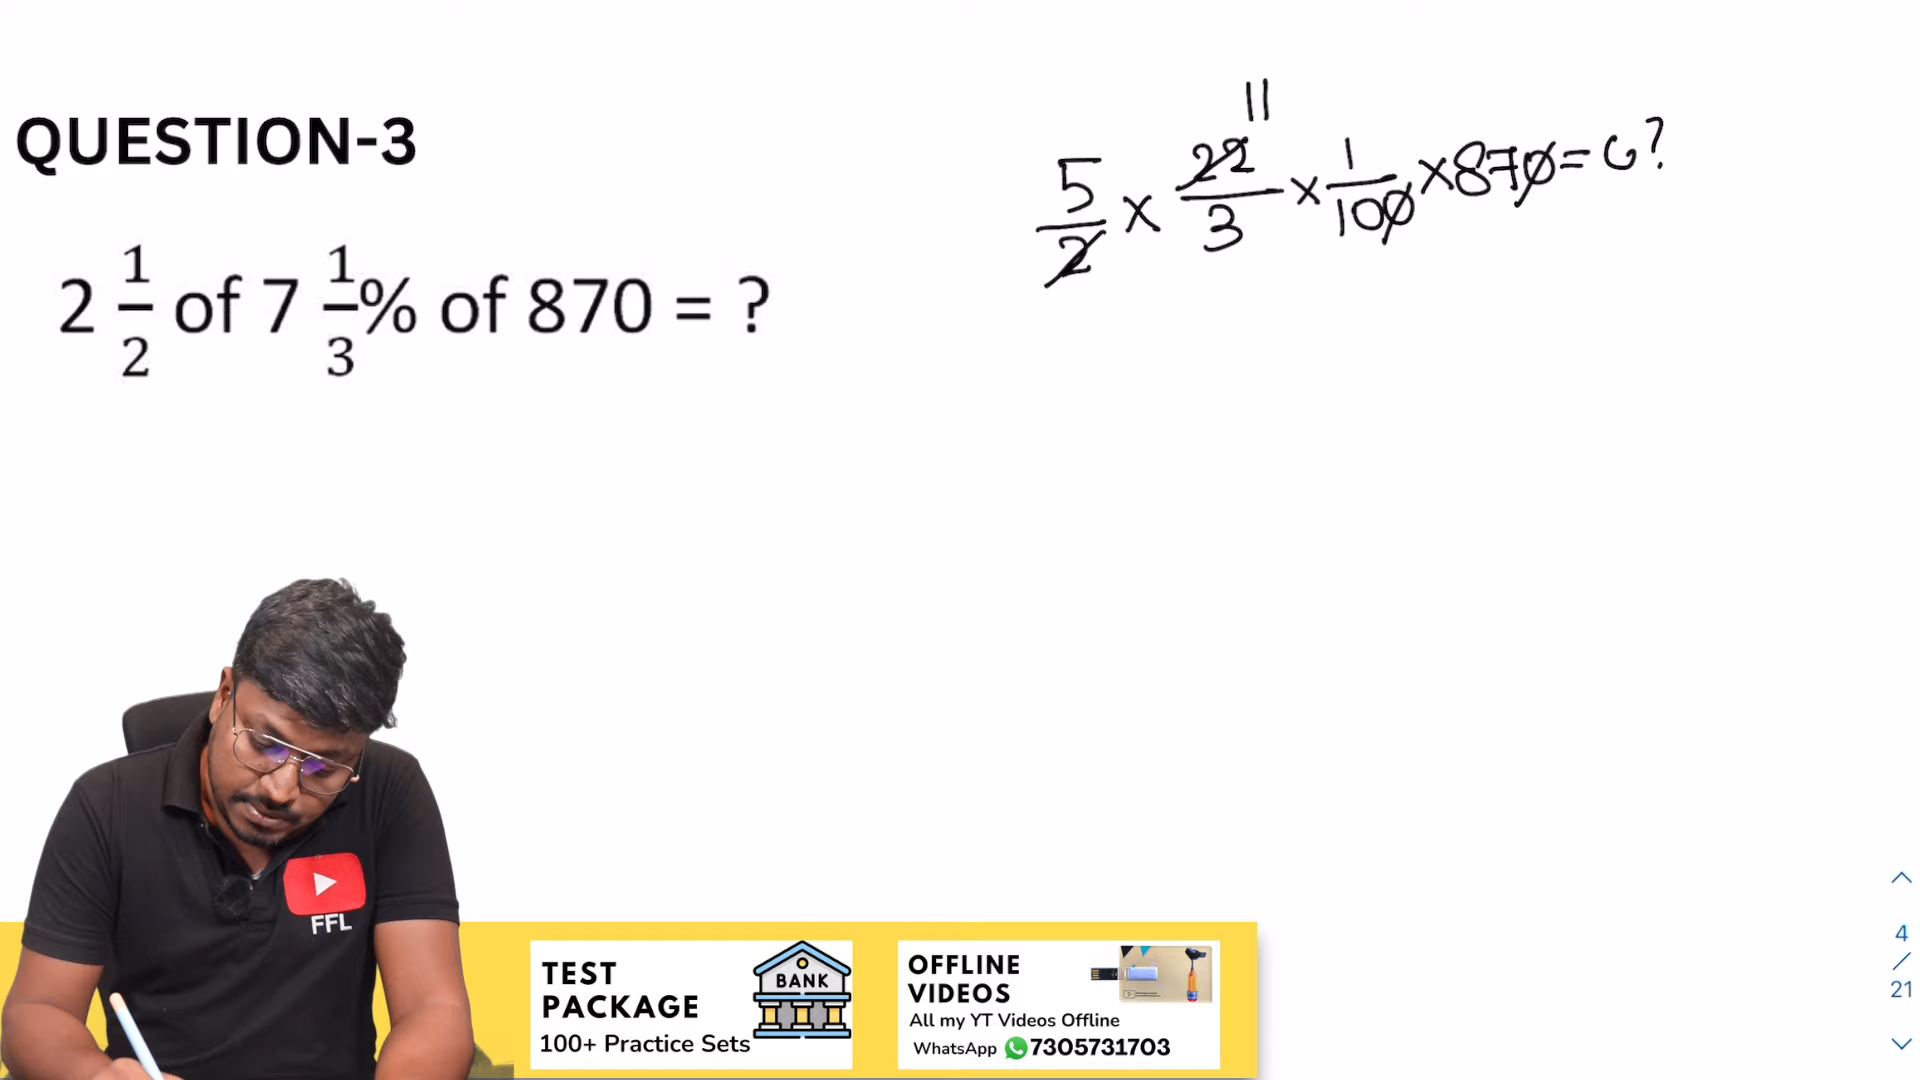 QUESTION-3
2 1/2 of 7 1/3% of 870 = ?
11
5/2 × 22/3 × 1/100 × 870 = ?
FFL
TEST
PACKAGE
100+ Practice Sets
BANK
OFFLINE
VIDEOS
All my YT Videos Offline
WhatsApp 7305731703
4
/
21